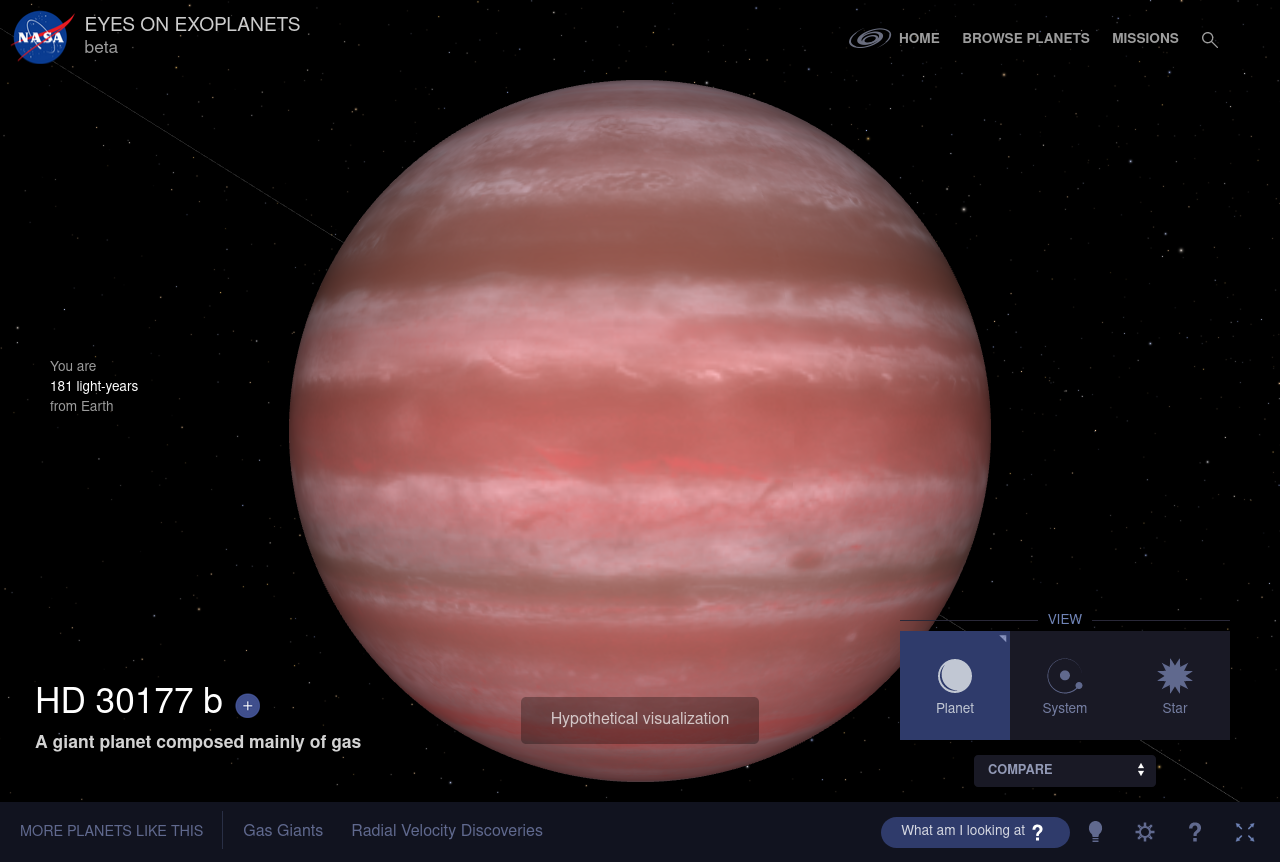 NASA
EYES ON EXOPLANETS
beta
HOME
BROWSE PLANETS
MISSIONS
You are
181 light-years
from Earth
HD 30177 b +
A giant planet composed mainly of gas
Hypothetical visualization
VIEW
Planet
System
Star
COMPARE
MORE PLANETS LIKE THIS
Gas Giants
Radial Velocity Discoveries
What am I looking at ?
?